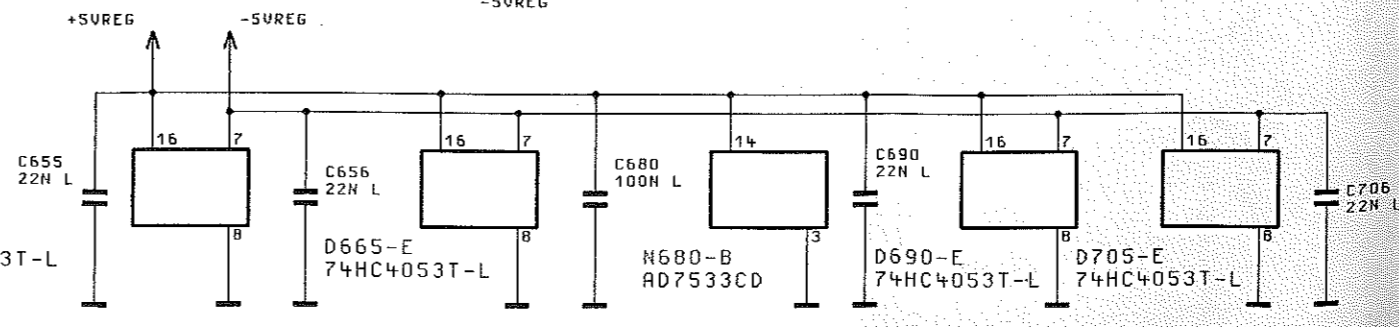 -5VREG
+5VREG
-5VREG
16
7
16
7
14
16
7
16
7
C655
22N L
C656
22N L
C680
100N L
C690
22N L
C706
22N L
8
8
3
8
8
3T-L
D665-E
74HC4053T-L
N680-B
AD7533CD
D690-E
74HC4053T-L
D705-E
74HC4053T-L